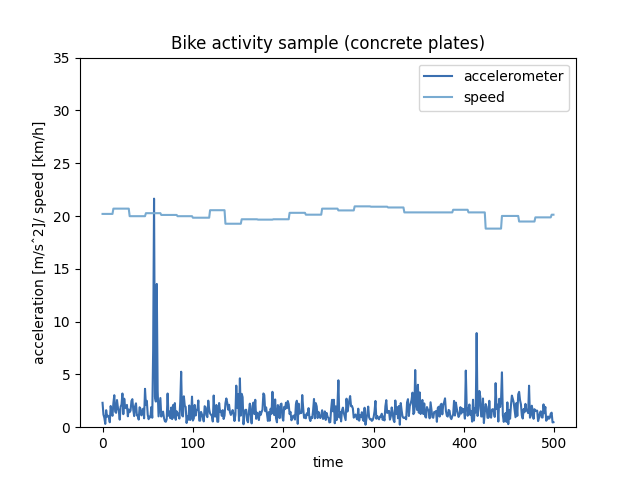 Bike activity sample (concrete plates)
accelerometer
speed
35
30
25
20
15
10
5
0
acceleration [m/s^2]/ speed [km/h]
0 100 200 300 400 500
time